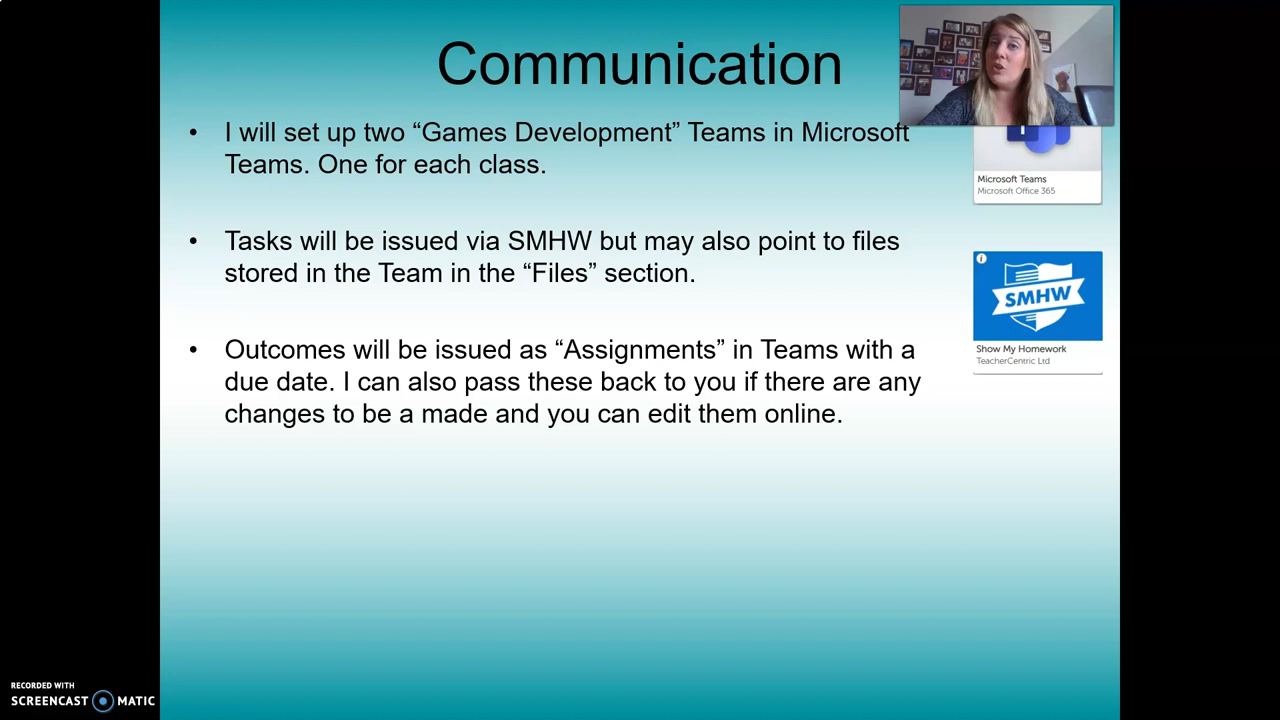 Communication
• I will set up two “Games Development” Teams in Microsoft
Teams. One for each class.
• Tasks will be issued via SMHW but may also point to files
stored in the Team in the “Files” section.
• Outcomes will be issued as “Assignments” in Teams with a
due date. I can also pass these back to you if there are any
changes to be a made and you can edit them online.
Microsoft Teams
Microsoft Office 365
i
SMHW
Show My Homework
TeacherCentric Ltd
RECORDED WITH
SCREENCAST MATIC